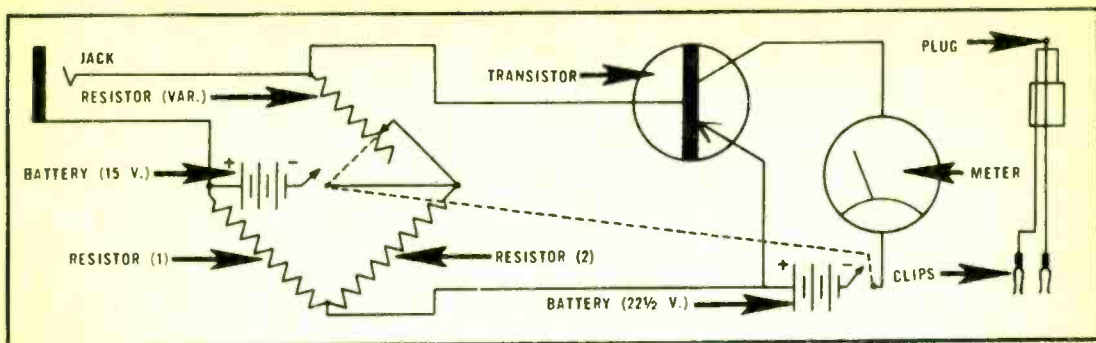 JACK
RESISTOR (VAR.)
BATTERY (15 V.)
+ -
RESISTOR (1)
RESISTOR (2)
TRANSISTOR
BATTERY (22½ V.)
+ -
METER
PLUG
CLIPS